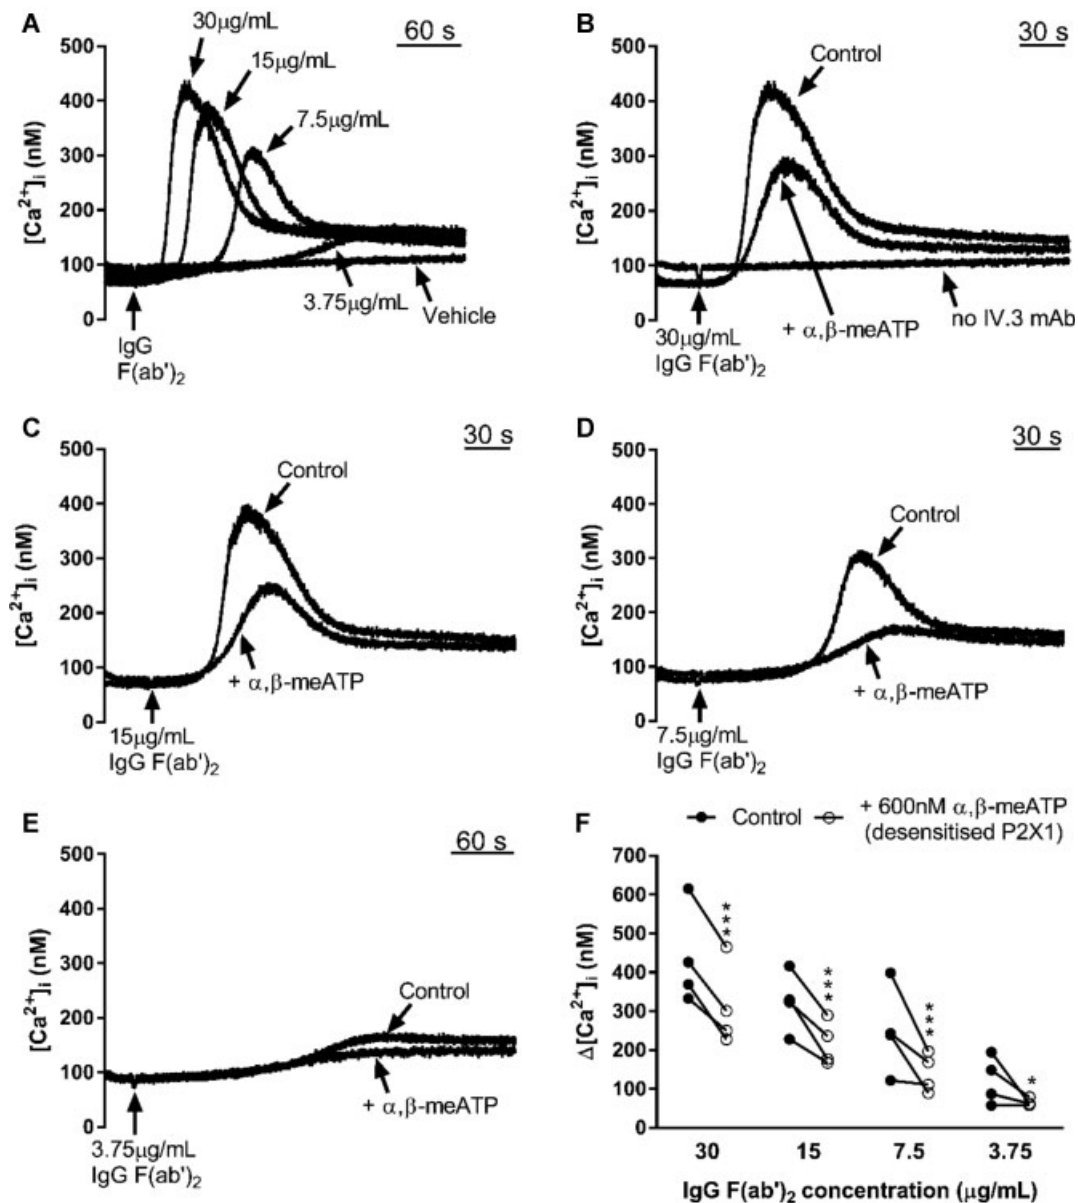 A
30μg/mL
60 s
15μg/mL
7.5μg/mL
500
400
300
200
100
0
[Ca²⁺]ᵢ (nM)
3.75μg/mL
Vehicle
IgG
F(ab')₂
B
30 s
Control
500
400
300
200
100
0
[Ca²⁺]ᵢ (nM)
+ α,β-meATP
no IV.3 mAb
30μg/mL
IgG F(ab')₂
C
30 s
Control
500
400
300
200
100
0
[Ca²⁺]ᵢ (nM)
+ α,β-meATP
15μg/mL
IgG F(ab')₂
D
30 s
Control
500
400
300
200
100
0
[Ca²⁺]ᵢ (nM)
+ α,β-meATP
7.5μg/mL
IgG F(ab')₂
E
60 s
500
400
300
200
100
0
[Ca²⁺]ᵢ (nM)
Control
+ α,β-meATP
3.75μg/mL
IgG F(ab')₂
F
Control
+ 600nM α,β-meATP
(desensitised P2X1)
700
600
500
400
300
200
100
0
Δ[Ca²⁺]ᵢ (nM)
***
***
***
*
30 15 7.5 3.75
IgG F(ab')₂ concentration (μg/mL)